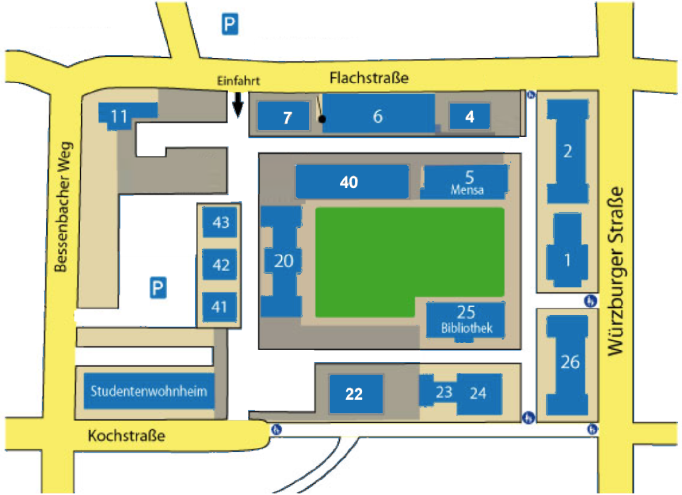 P
Einfahrt
Flachstraße
11
7
6
4
2
Bessenbacher Weg
40
5
Mensa
43
42
41
20
1
P
Würzburger Straße
25
Bibliothek
26
Studentenwohnheim
22
23
24
Kochstraße